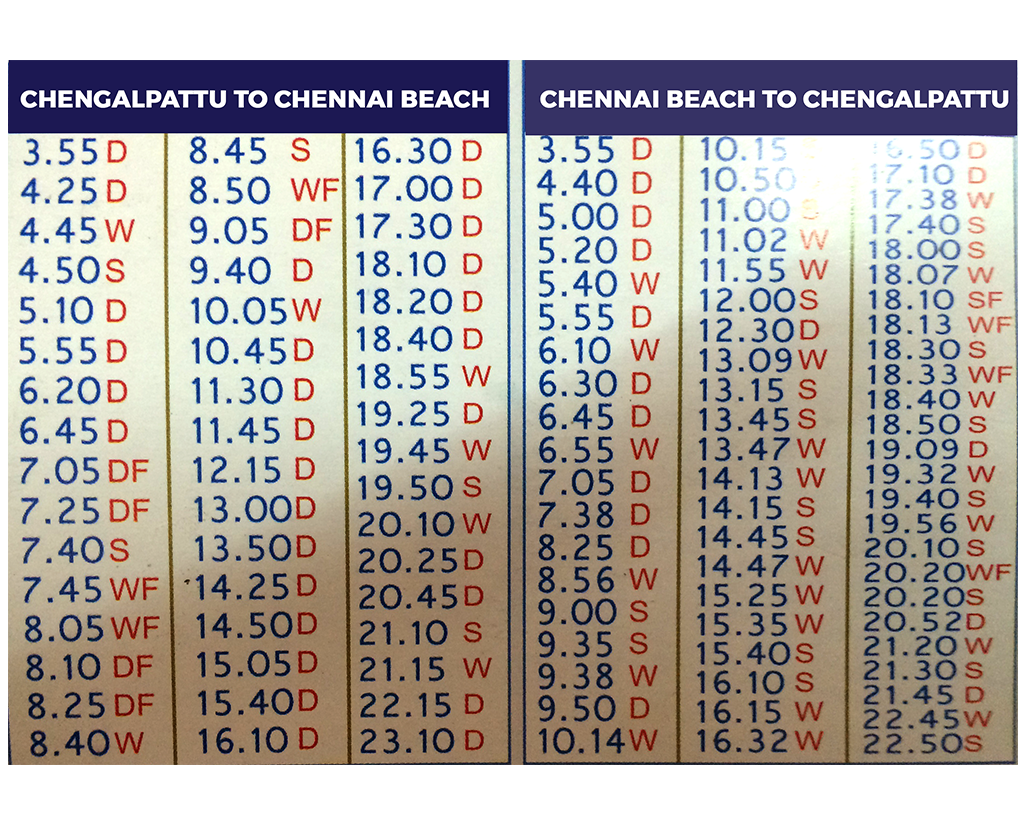 CHENGALPATTU TO CHENNAI BEACH
3.55 D
4.25 D
4.45 W
4.50 S
5.10 D
5.55 D
6.20 D
6.45 D
7.05 DF
7.25 DF
7.40 S
7.45 WF
8.05 WF
8.10 DF
8.25 DF
8.40 W
8.45 S
8.50 WF
9.05 DF
9.40 D
10.05 W
10.45 D
11.30 D
11.45 D
12.15 D
13.00 D
13.50 D
14.25 D
14.50 D
15.05 D
15.40 D
16.10 D
16.30 D
17.00 D
17.30 D
18.10 D
18.20 D
18.40 D
18.55 W
19.25 D
19.45 W
19.50 S
20.10 W
20.25 D
20.45 D
21.10 S
21.15 W
22.15 D
23.10 D
CHENNAI BEACH TO CHENGALPATTU
3.55 D
4.40 D
5.00 D
5.20 D
5.40 W
5.55 D
6.10 W
6.30 D
6.45 D
6.55 W
7.05 D
7.38 D
8.25 D
8.56 W
9.00 S
9.35 S
9.38 W
9.50 D
10.14 W
10.15
10.50
11.00 S
11.02 W
11.55 W
12.00 S
12.30 D
13.09 W
13.15 S
13.45 S
13.47 W
14.13 W
14.15 S
14.45 S
14.47 W
15.25 W
15.35 W
15.40 S
16.10 S
16.15 W
16.32 W
16.50 D
17.10 D
17.38 W
17.40 S
18.00 S
18.07 W
18.10 SF
18.13 WF
18.30 S
18.33 WF
18.40 W
18.50 S
19.09 D
19.32 W
19.40 S
19.56 W
20.10 S
20.20 WF
20.20 S
20.52 D
21.20 W
21.30 S
21.45 D
22.45 W
22.50 S